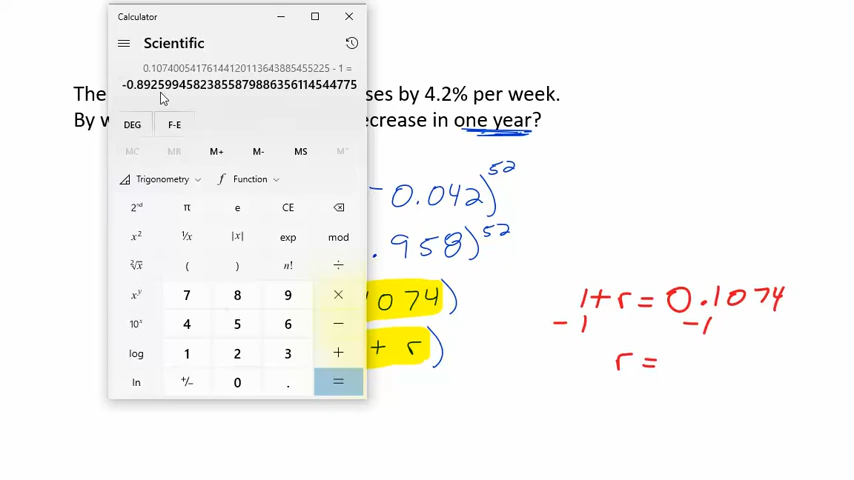 Calculator
Scientific
0.10740054176144120113643885455225 - 1 =
-0.89259945823855879886356114544775
The ses by 4.2% per week.
By w decrease in one year?
DEG F-E
MC MR M+ M- MS M
Trigonometry Function
2nd π e CE
x² ¹/x |x| exp mod
²√x ( ) n! ÷
xʸ 7 8 9 ×
10ˣ 4 5 6 −
log 1 2 3 +
ln +/- 0 . =
- 0.042)^52
.958)^52
1074)
+ r)
1+r = 0.1074
-1 -1
r =